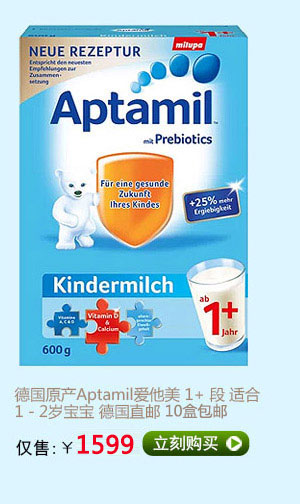 NEUE REZEPTUR
milupa
Entspricht den neuesten
Empfehlungen zur
Zusammen-
setzung
Aptamil
mit Prebiotics
Für eine gesunde
Zukunft
Ihres Kindes
+25% mehr
Ergiebigkeit
Kindermilch
Vitamine
A, C & D
Vitamin D
& Calcium
ab
1+
Jahr
600g
德国原产Aptamil爱他美 1+ 段 适合
1 - 2岁宝宝 德国直邮 10盒包邮
仅售: ¥1599 立刻购买